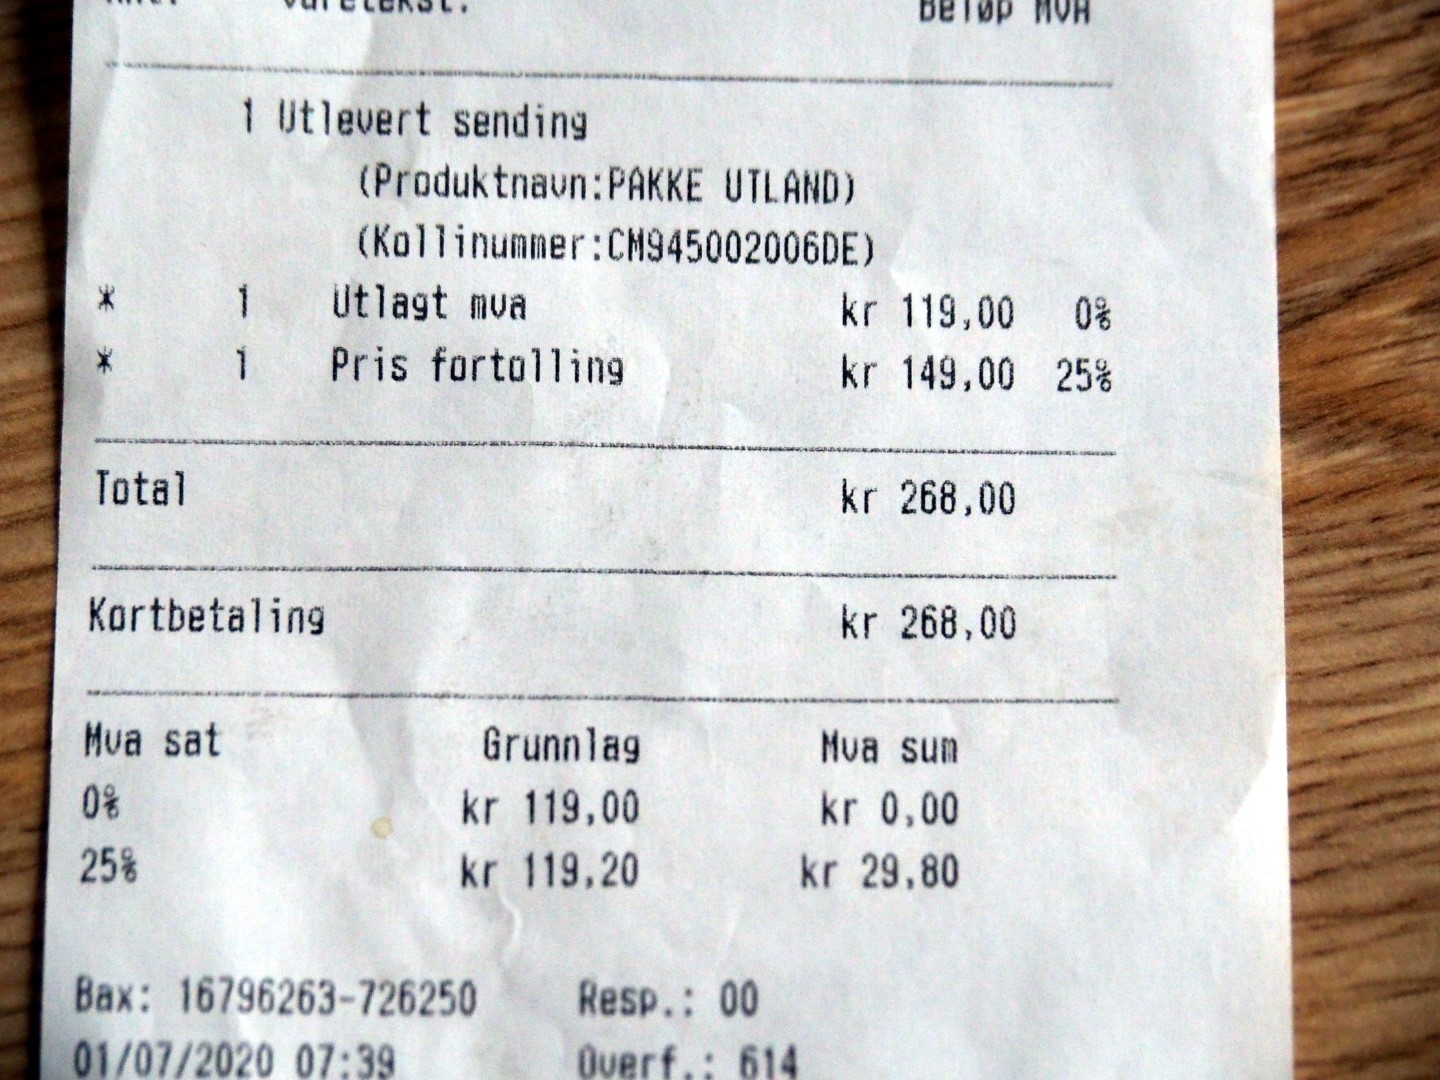 Varetekst. Beløp MVA
1 Utlevert sending
(Produktnavn:PAKKE UTLAND)
(Kollinummer:CM945002006DE)
* 1 Utlagt mva kr 119,00 0%
* 1 Pris fortolling kr 149,00 25%
Total kr 268,00
Kortbetaling kr 268,00
Mva sat Grunnlag Mva sum
0% kr 119,00 kr 0,00
25% kr 119,20 kr 29,80
Bax: 16796263-726250 Resp.: 00
01/07/2020 07:39 Overf.: 614